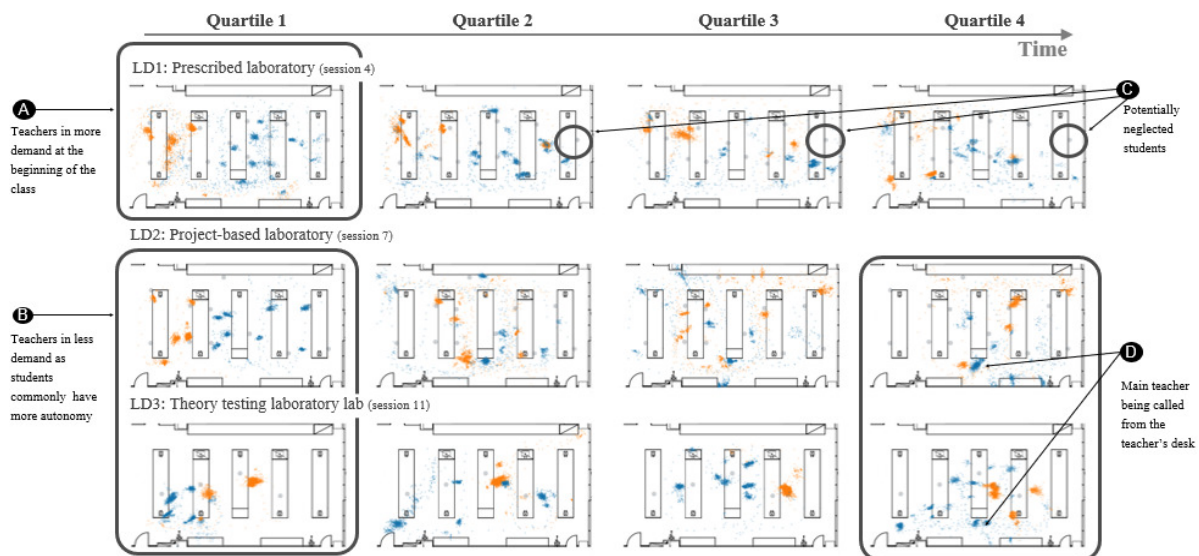 Quartile 1 Quartile 2 Quartile 3 Quartile 4
Time
LD1: Prescribed laboratory (session 4)
A
Teachers in more
demand at the
beginning of the
class
C
Potentially
neglected
students
LD2: Project-based laboratory (session 7)
B
Teachers in less
demand as
students
commonly have
more autonomy
D
Main teacher
being called
from the
teacher's desk
LD3: Theory testing laboratory lab (session 11)